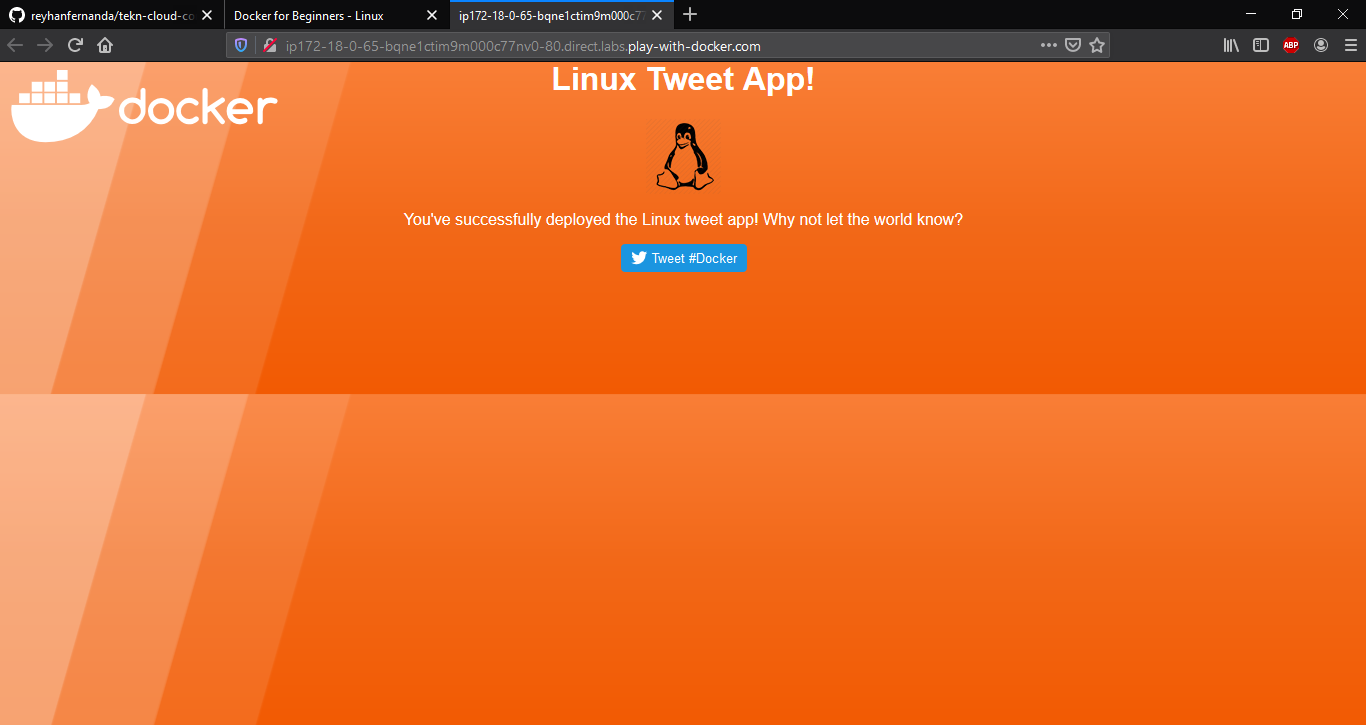 reyhanfernanda/tekn-cloud-co
Docker for Beginners - Linux
ip172-18-0-65-bqne1ctim9m000c77
ip172-18-0-65-bqne1ctim9m000c77nv0-80.direct.labs.play-with-docker.com
ABP
docker
Linux Tweet App!
You've successfully deployed the Linux tweet app! Why not let the world know?
Tweet #Docker